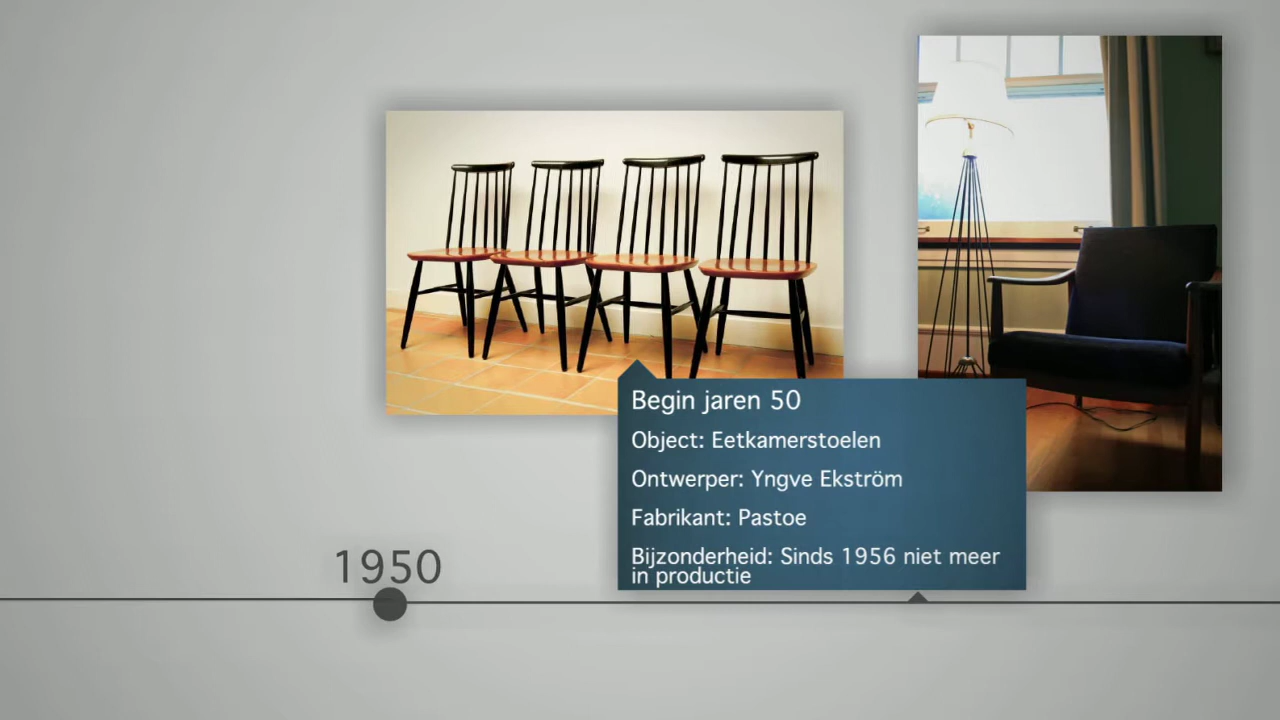 Begin jaren 50
Object: Eetkamerstoelen
Ontwerper: Yngve Ekström
Fabrikant: Pastoe
Bijzonderheid: Sinds 1956 niet meer
in productie
1950